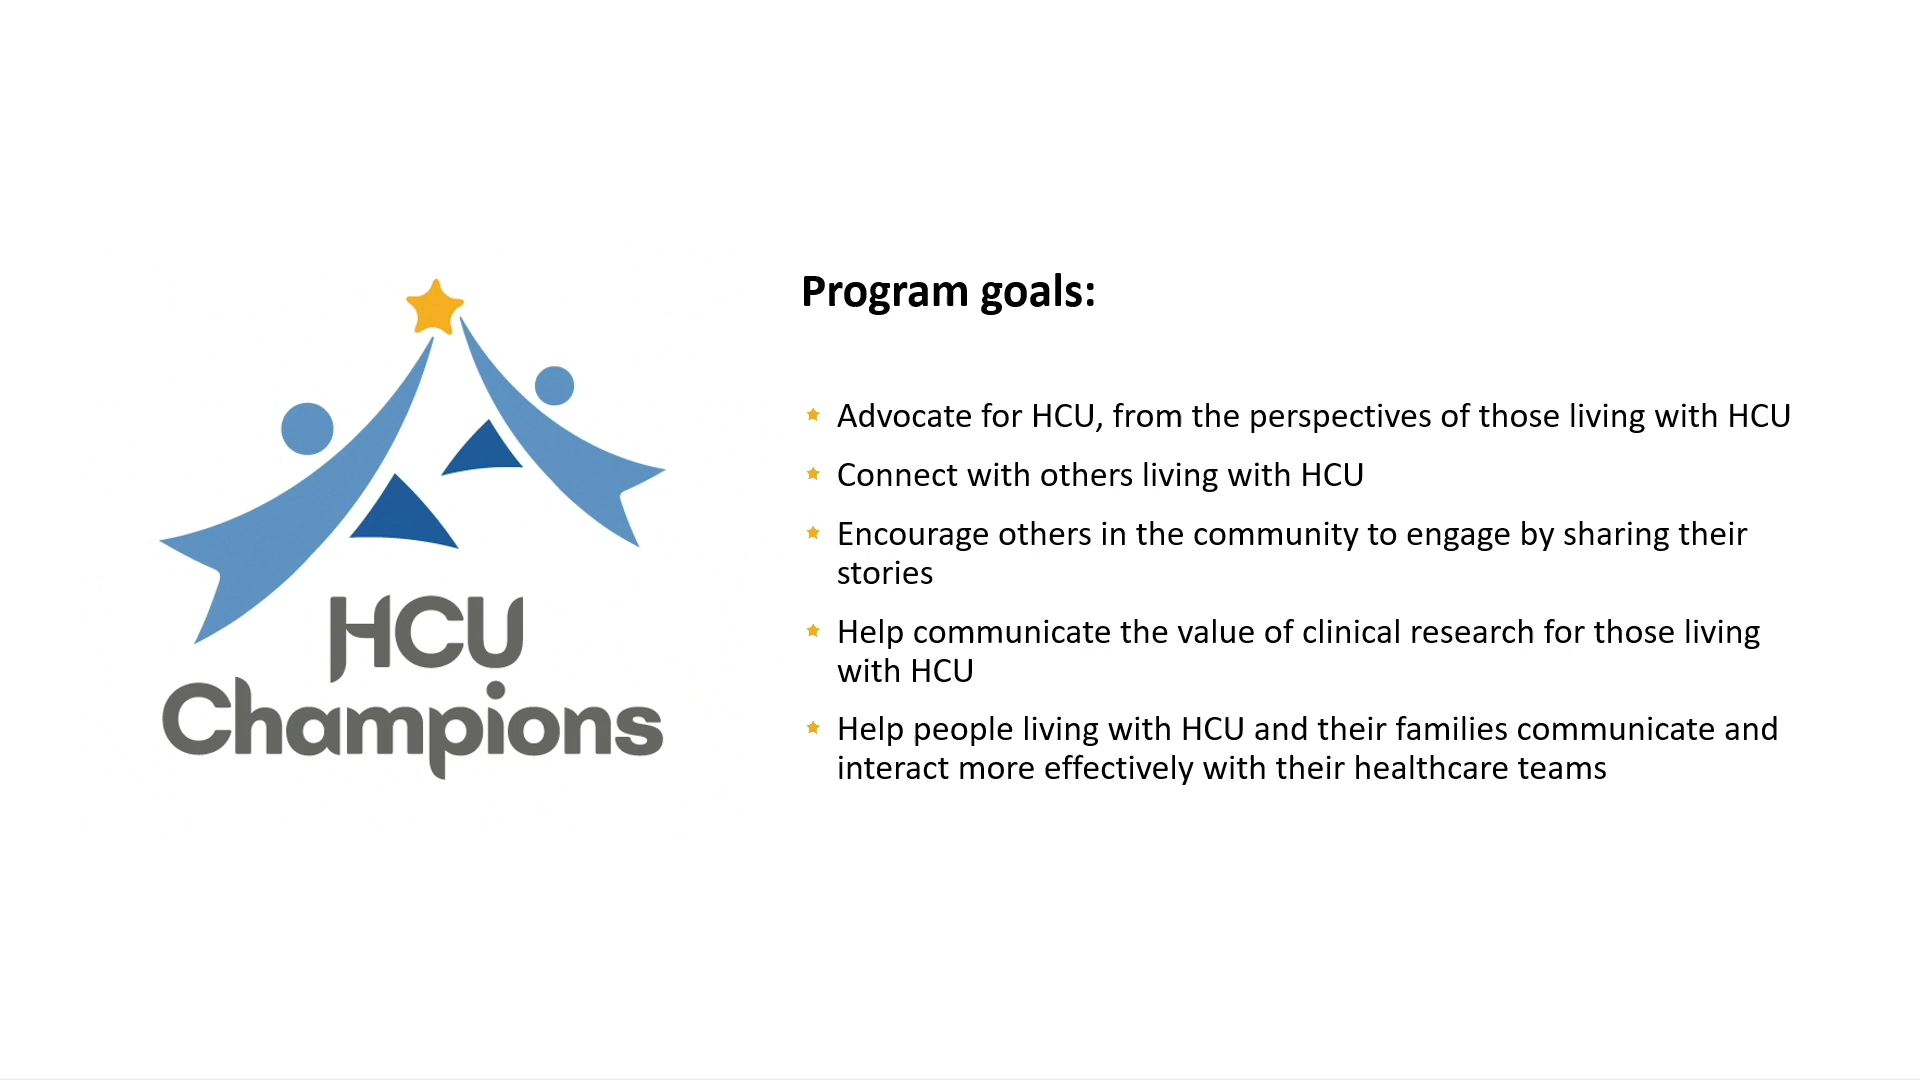 HCU
Champions
Program goals:
Advocate for HCU, from the perspectives of those living with HCU
Connect with others living with HCU
Encourage others in the community to engage by sharing their
stories
Help communicate the value of clinical research for those living
with HCU
Help people living with HCU and their families communicate and
interact more effectively with their healthcare teams